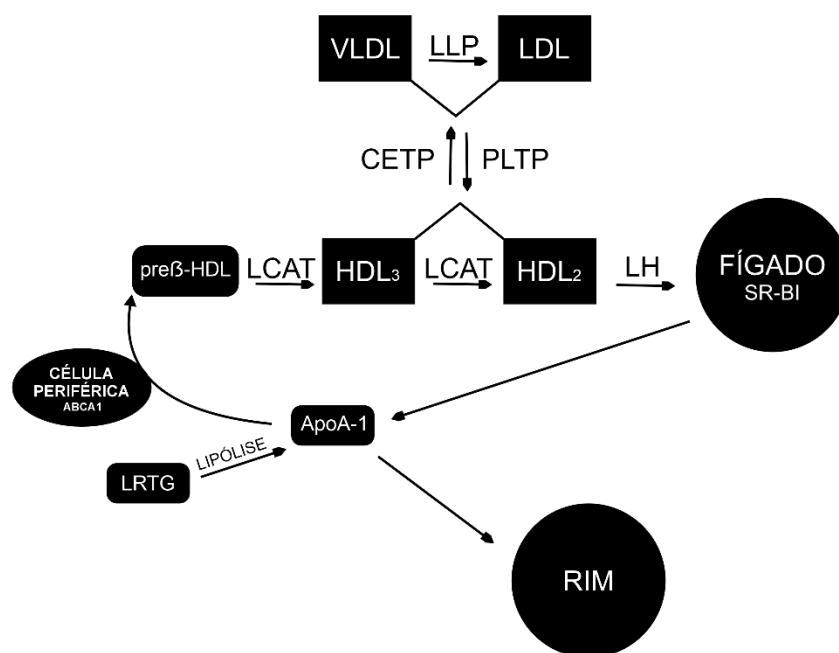 VLDL LLP LDL
CETP PLTP
preß-HDL LCAT HDL₃ LCAT HDL₂ LH FÍGADO
SR-BI
CÉLULA
PERIFÉRICA
ABCA1
ApoA-1
LIPÓLISE
LRTG
RIM